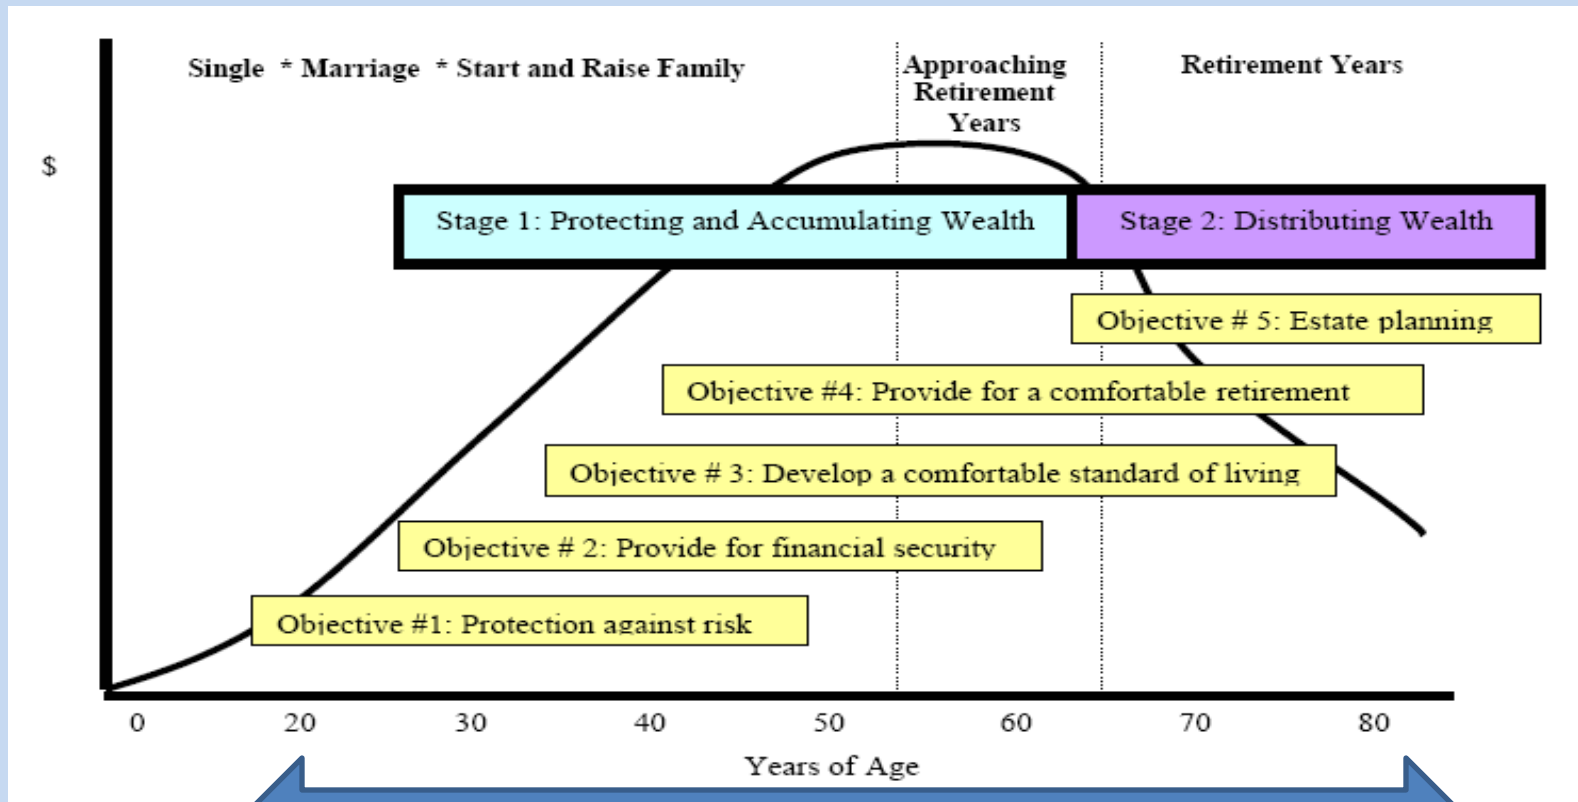 Single * Marriage * Start and Raise Family
Approaching
Retirement
Years
Retirement Years
$
Stage 1: Protecting and Accumulating Wealth
Stage 2: Distributing Wealth
Objective # 5: Estate planning
Objective #4: Provide for a comfortable retirement
Objective # 3: Develop a comfortable standard of living
Objective # 2: Provide for financial security
Objective #1: Protection against risk
0 20 30 40 50 60 70 80
Years of Age